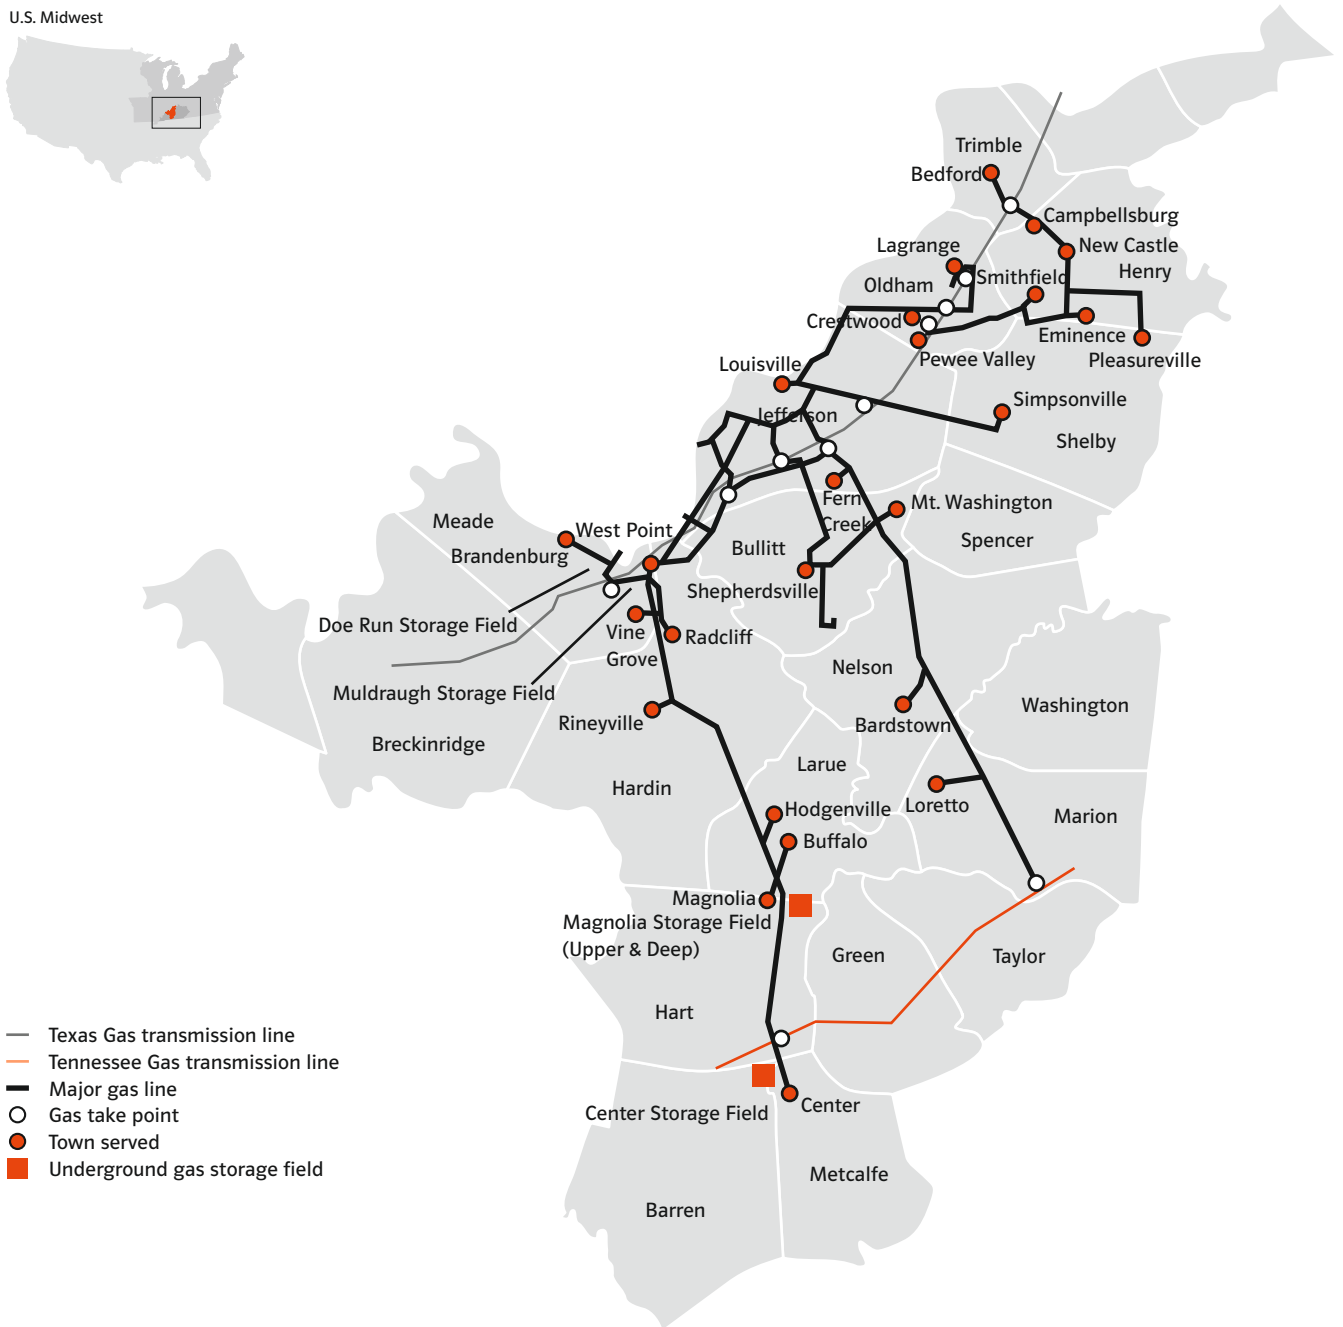 U.S. Midwest
Trimble
Bedford
Campbellsburg
Lagrange
New Castle
Henry
Smithfield
Oldham
Crestwood
Eminence
Pewee Valley
Pleasureville
Louisville
Simpsonville
Jefferson
Shelby
Fern
Creek
Mt. Washington
Meade
West Point
Brandenburg
Bullitt
Spencer
Shepherdsville
Doe Run Storage Field
Vine
Grove
Radcliff
Nelson
Muldraugh Storage Field
Washington
Rineyville
Bardstown
Breckinridge
Larue
Hardin
Hodgenville
Loretto
Marion
Buffalo
Magnolia
Magnolia Storage Field
(Upper & Deep)
Green
Taylor
Hart
Texas Gas transmission line
Tennessee Gas transmission line
Major gas line
Gas take point
Town served
Underground gas storage field
Center Storage Field
Center
Metcalfe
Barren